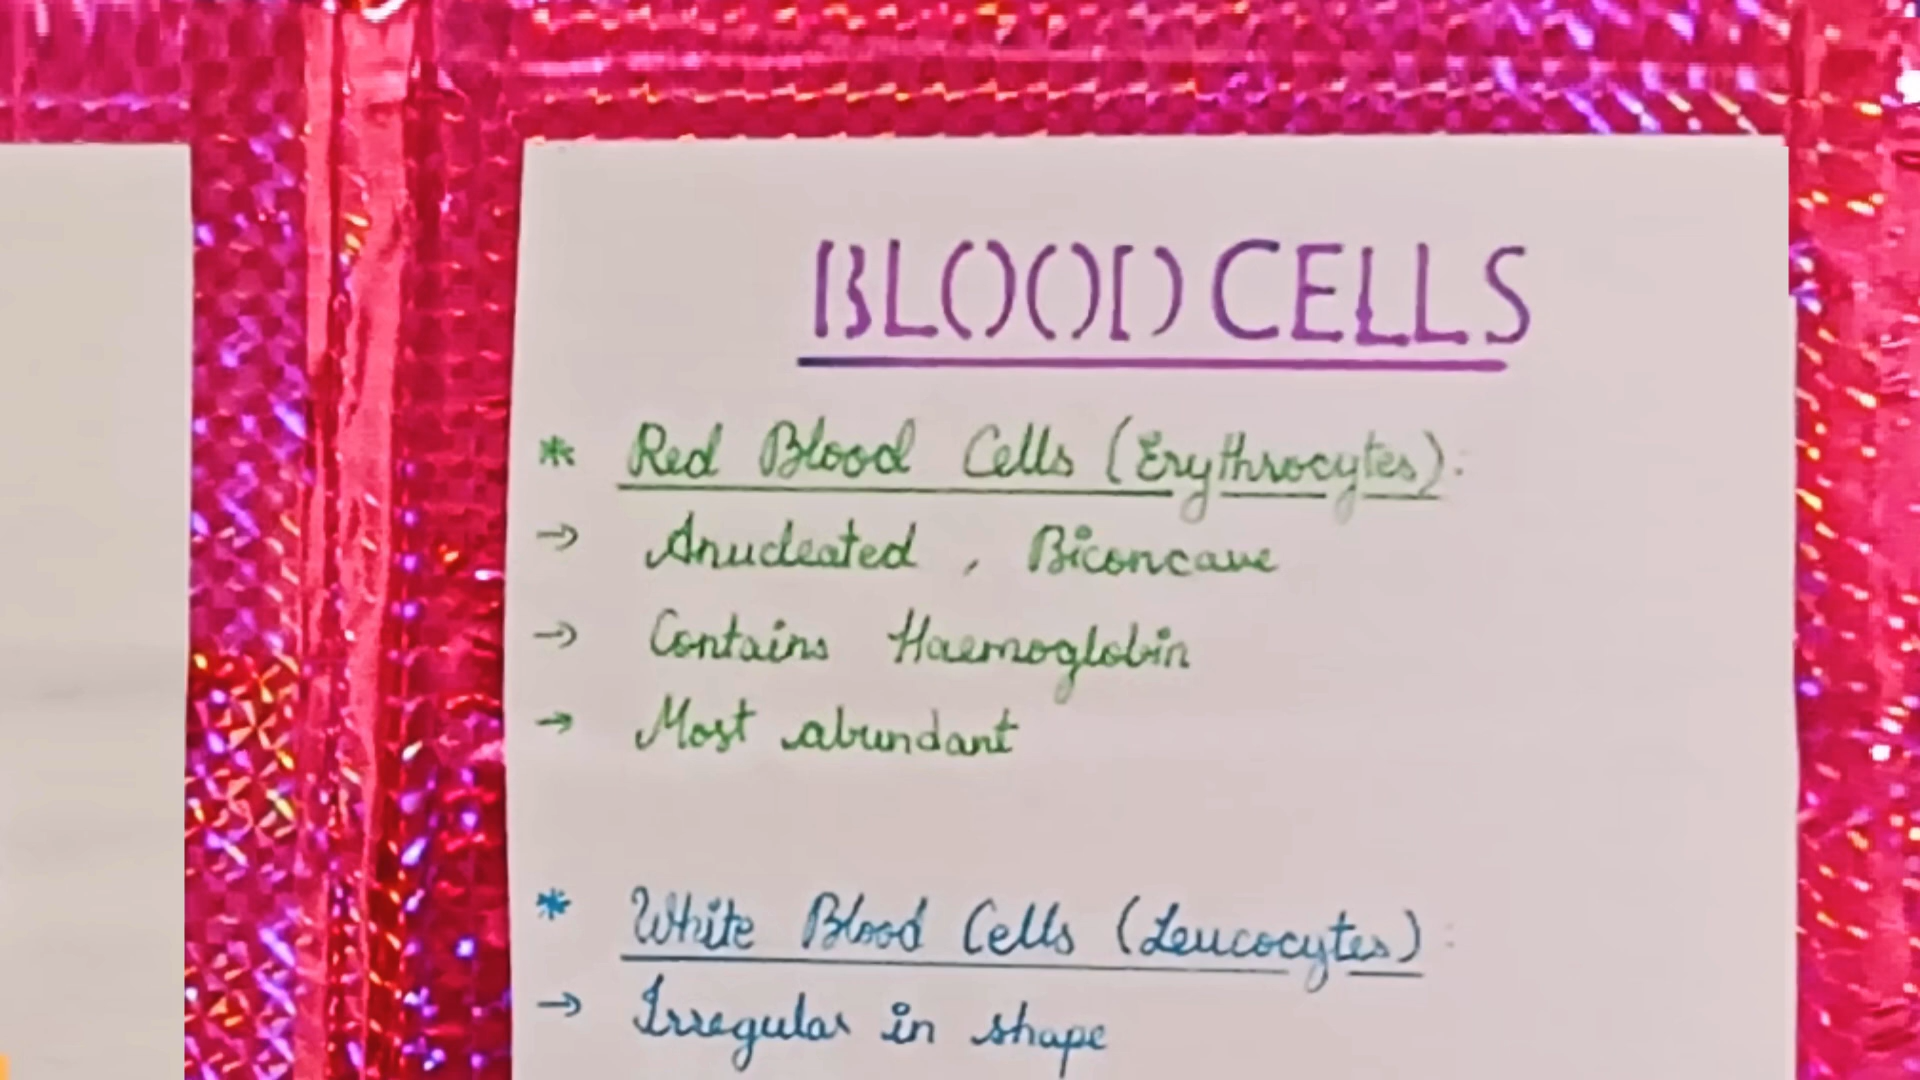 BLOOD CELLS
* Red Blood Cells (Erythrocytes):
→ Anucleated, Biconcave
→ Contains Haemoglobin
→ Most abundant
* White Blood Cells (Leucocytes):
→ Irregular in shape